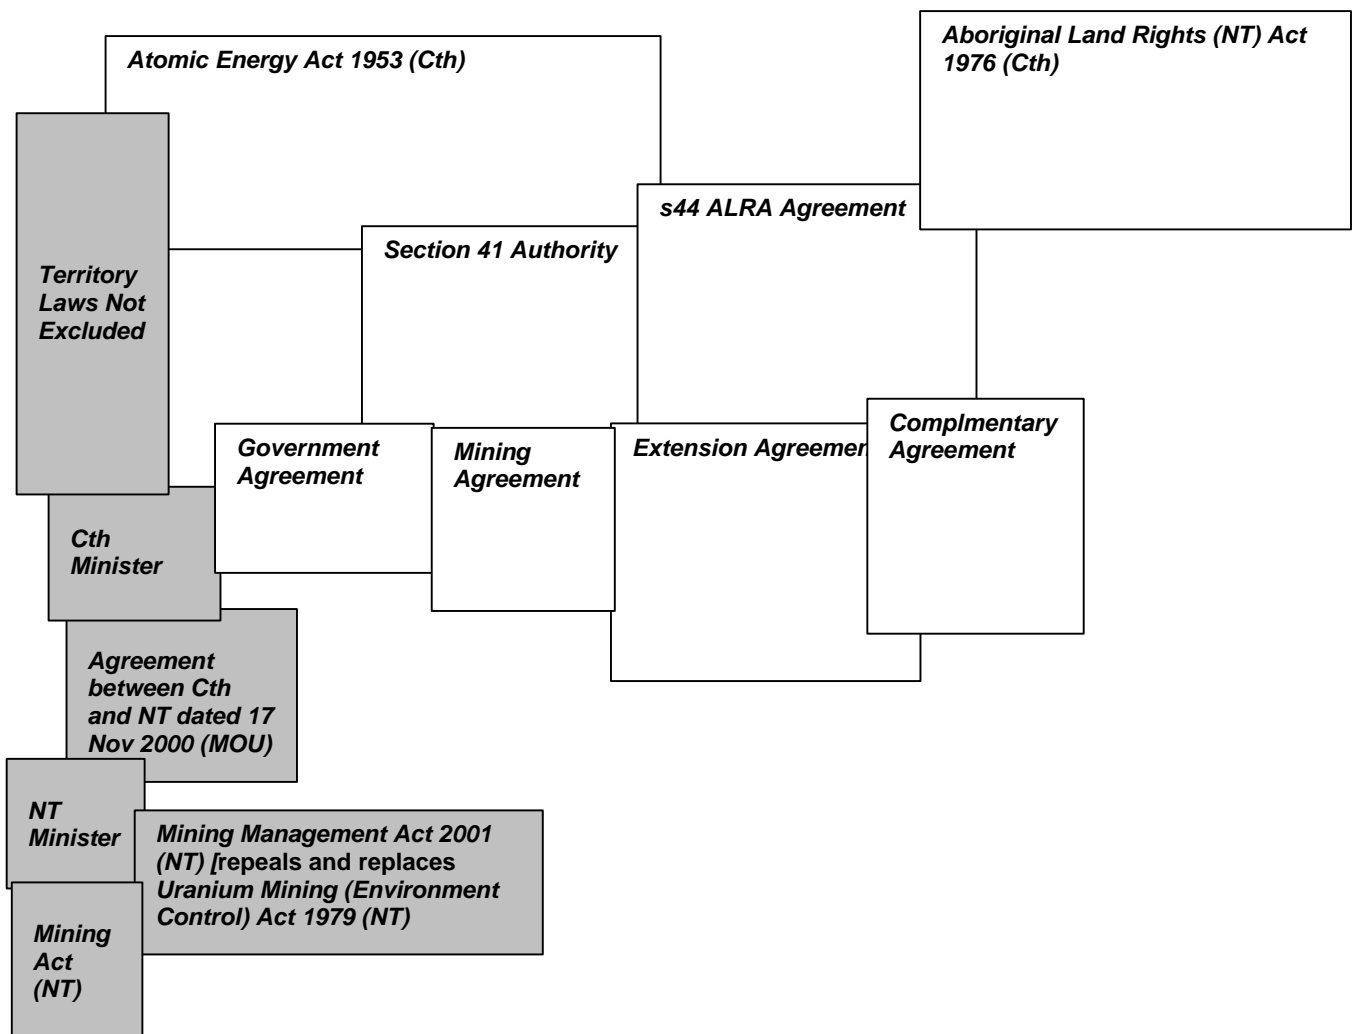 Atomic Energy Act 1953 (Cth)
Aboriginal Land Rights (NT) Act
1976 (Cth)
s44 ALRA Agreement
Section 41 Authority
Territory
Laws Not
Excluded
Government
Agreement
Mining
Agreement
Extension Agreemen
Complmentary
Agreement
Cth
Minister
Agreement
between Cth
and NT dated 17
Nov 2000 (MOU)
NT
Minister
Mining Management Act 2001
(NT) [repeals and replaces
Uranium Mining (Environment
Control) Act 1979 (NT)
Mining
Act
(NT)